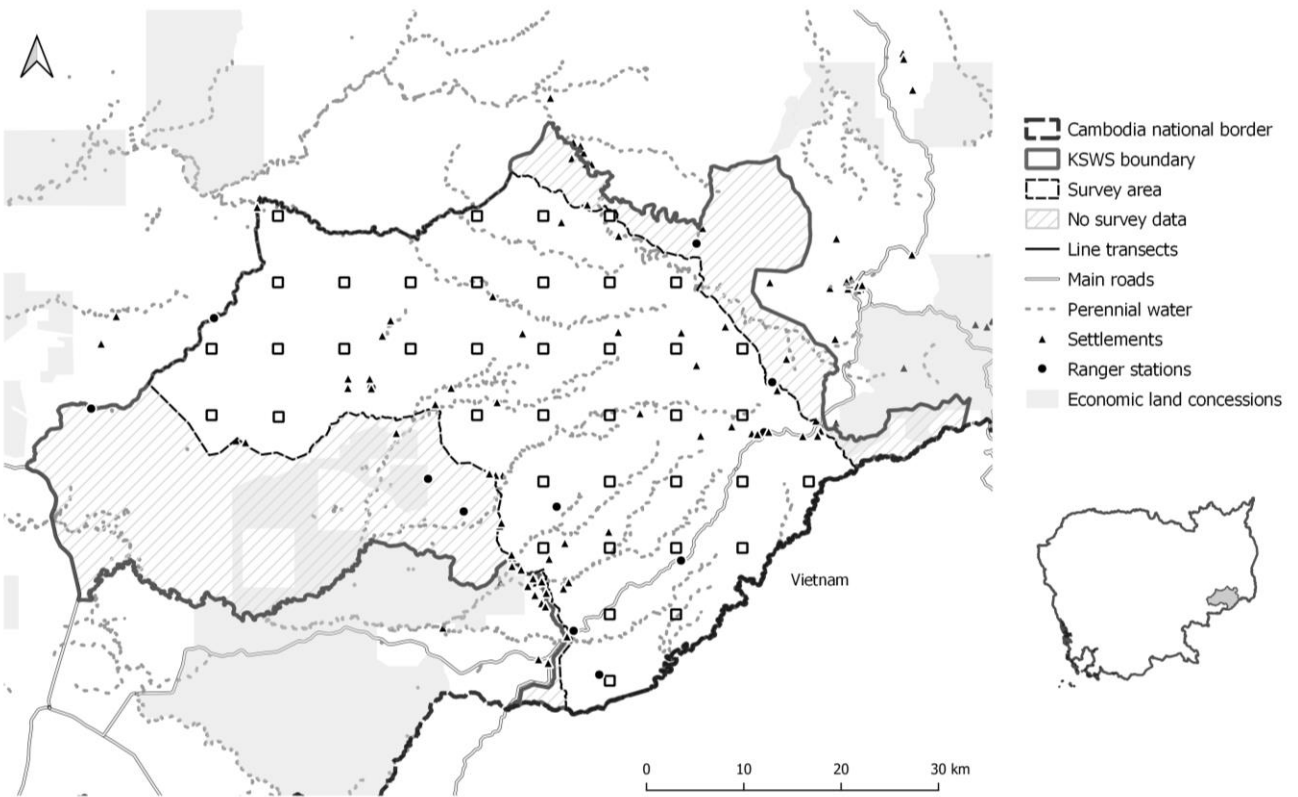 Cambodia national border
KSWS boundary
Survey area
No survey data
Line transects
Main roads
Perennial water
Settlements
Ranger stations
Economic land concessions
Vietnam
0 10 20 30 km